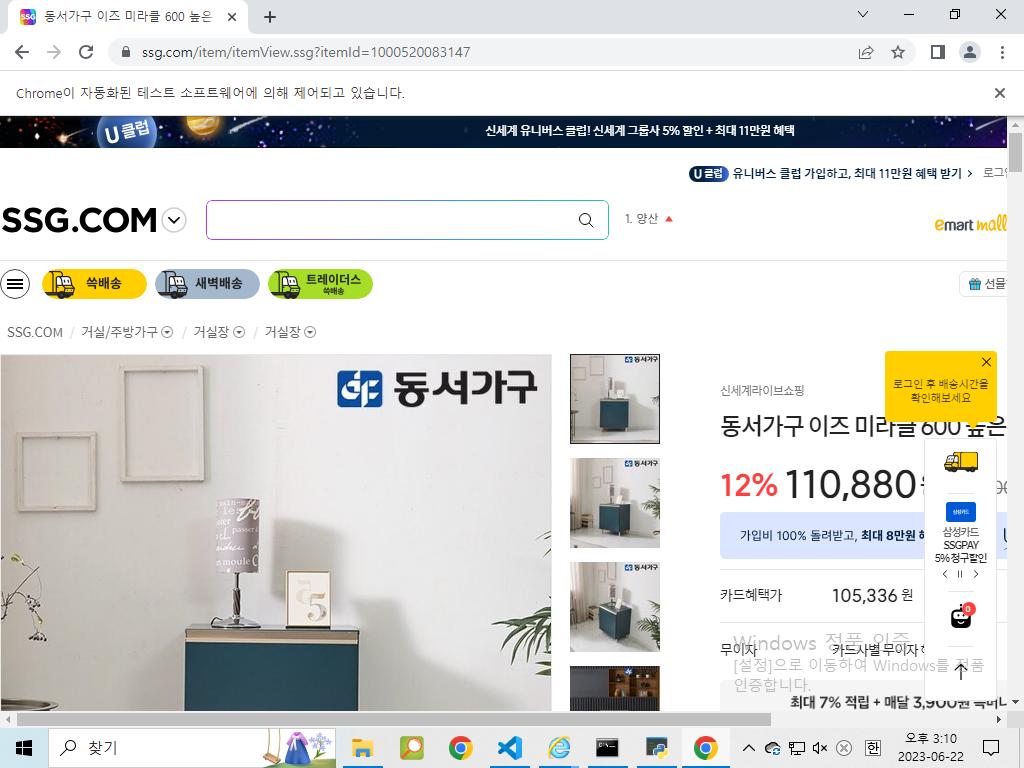 동서가구 이즈 미라클 600 높은
ssg.com/item/itemView.ssg?itemId=1000520083147
Chrome이 자동화된 테스트 소프트웨어에 의해 제어되고 있습니다.
U 클럽
신세계 유니버스 클럽! 신세계 그룹사 5% 할인 + 최대 11만원 혜택
U 클럽 유니버스 클럽 가입하고, 최대 11만원 혜택 받기 >
SSG.COM
1. 양산
emart mall
쓱배송
새벽배송
트레이더스
쓱배송
선물
SSG.COM / 거실/주방가구 / 거실장 / 거실장
동서가구
신세계라이브쇼핑
로그인 후 배송시간을
확인해보세요
동서가구 이즈 미라클 600 높은
12% 110,880
가입비 100% 돌려받고, 최대 8만원
삼성카드
삼성카드
SSGPAY
5% 청구할인
카드혜택가 105,336 원
0
무이자 카드사별 무이자
Windows 정품 인증
[설정]으로 이동하여 Windows를 정품
인증합니다.
최대 7% 적립 + 매달 3,900원
찾기
오후 3:10
2023-06-22
한